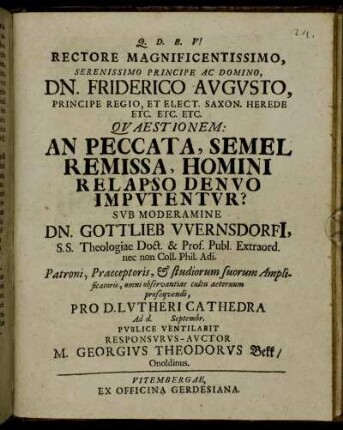 24.
Q. D. B. V!
RECTORE MAGNIFICENTISSIMO,
SERENISSIMO PRINCIPE AC DOMINO,
DN. FRIDERICO AVGVSTO,
PRINCIPE REGIO, ET ELECT. SAXON. HEREDE
ETC. ETC. ETC.
QVAESTIONEM:
AN PECCATA, SEMEL
REMISSA, HOMINI
RELAPSO DENVO
IMPVTENTVR?
SVB MODERAMINE
DN. GOTTLIEB VVERNSDORFI,
S.S. Theologiae Doct. & Prof. Publ. Extraord.
nec non Coll. Phil. Adi.
Patroni, Præceptoris, & studiorum suorum Ampli-
ficatoris, omni observantiae cultu aeternum
prosequendi,
PRO D. LVTHERI CATHEDRA
Ad d. Septembr.
PVBLICE VENTILABIT
RESPONSVRVS-AVCTOR
M. GEORGIVS THEODORVS Beck/
Onoldinus.
VITEMBERGAE,
EX OFFICINA GERDESIANA.